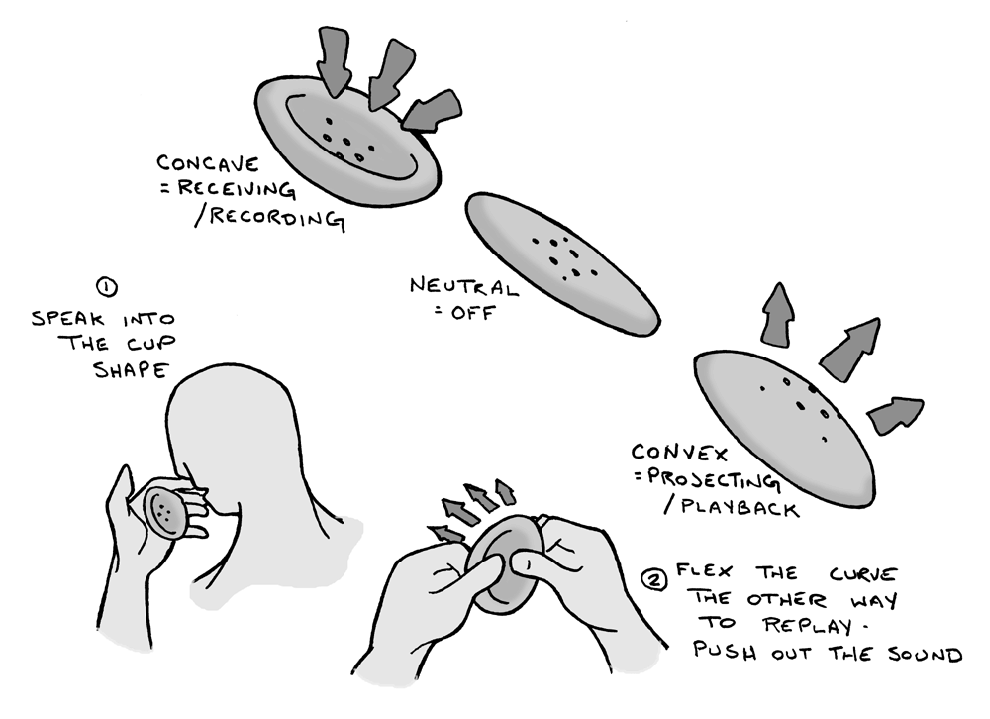 CONCAVE
= RECEIVING
/RECORDING
NEUTRAL
= OFF
①
SPEAK INTO
THE CUP
SHAPE
CONVEX
= PROJECTING
/PLAYBACK
② FLEX THE CURVE
THE OTHER WAY
TO REPLAY.
PUSH OUT THE SOUND